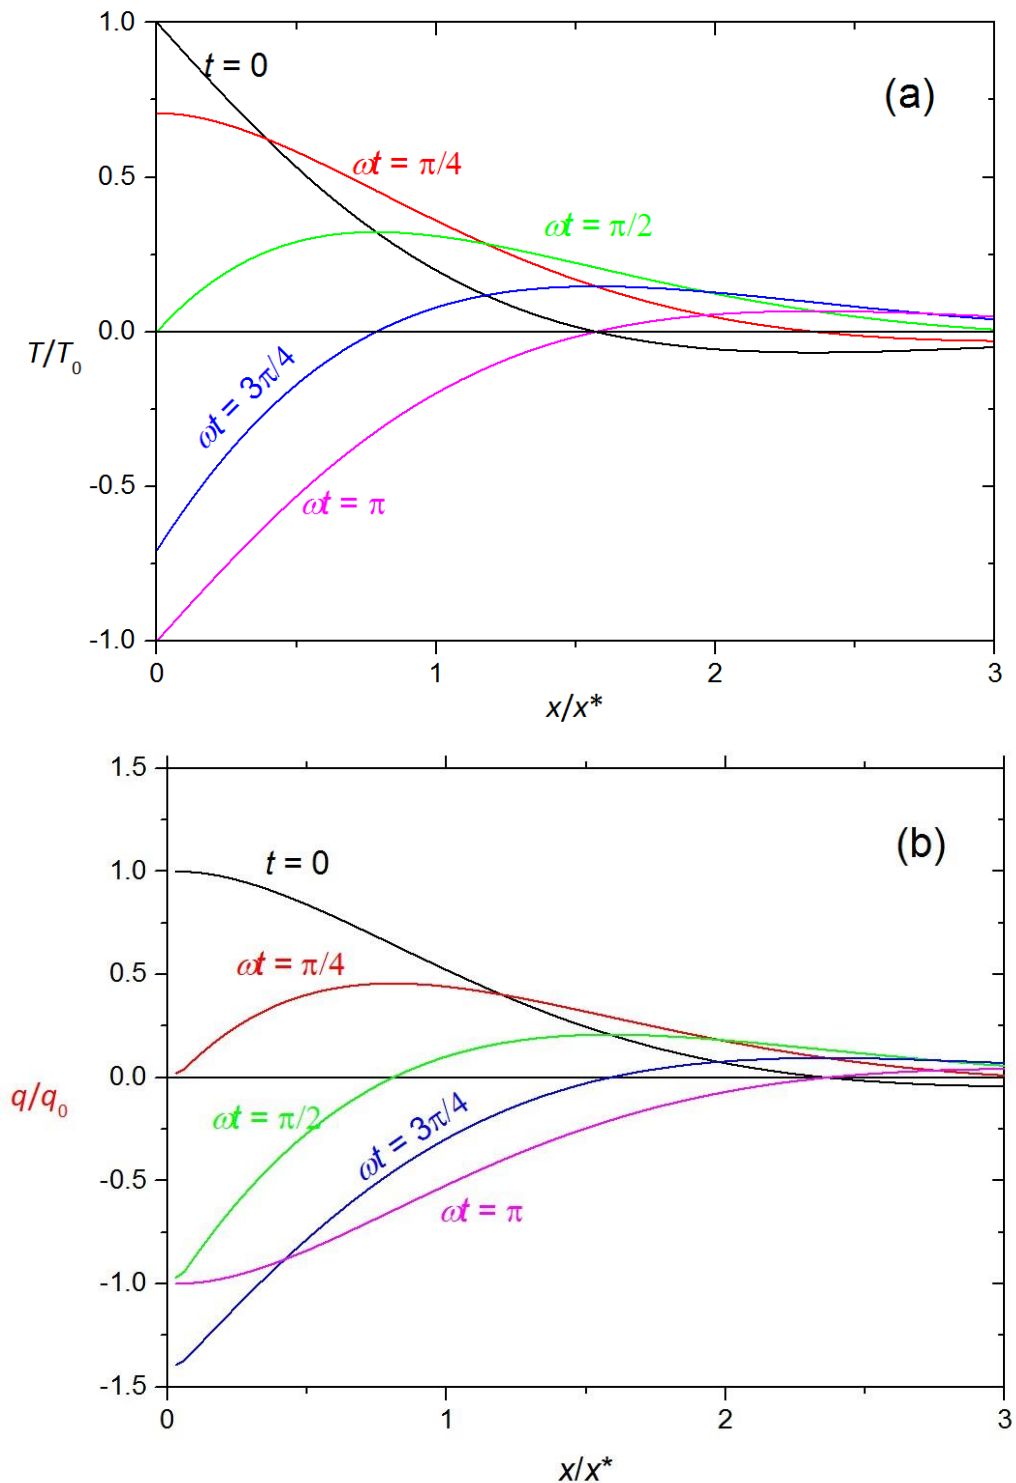 1.0
t = 0
(a)
ωt = π/4
0.5
ωt = π/2
0.0
T/T0
ωt = 3π/4
-0.5
ωt = π
-1.0
0 1 2 3
x/x*
1.5
(b)
1.0
t = 0
ωt = π/4
0.5
0.0
q/q0
ωt = π/2
ωt = 3π/4
-0.5
ωt = π
-1.0
-1.5
0 1 2 3
x/x*